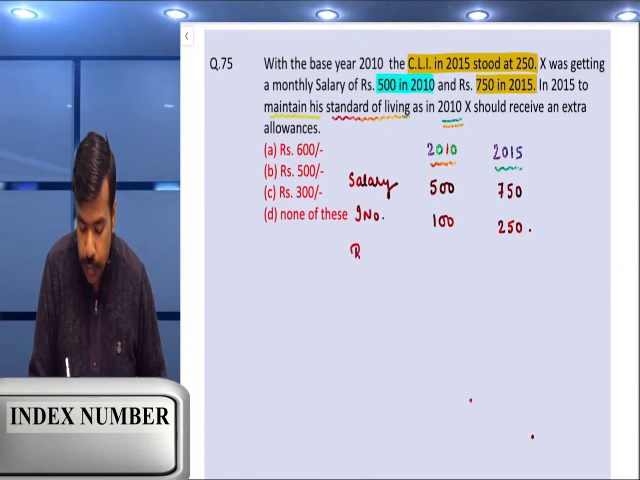 Q.75 With the base year 2010 the C.L.I. in 2015 stood at 250. X was getting
a monthly Salary of Rs. 500 in 2010 and Rs. 750 in 2015. In 2015 to
maintain his standard of living as in 2010 X should receive an extra
allowances.
(a) Rs. 600/-
(b) Rs. 500/-
(c) Rs. 300/-
(d) none of these
2010 2015
Salary 500 750
I No. 100 250.
R
INDEX NUMBER